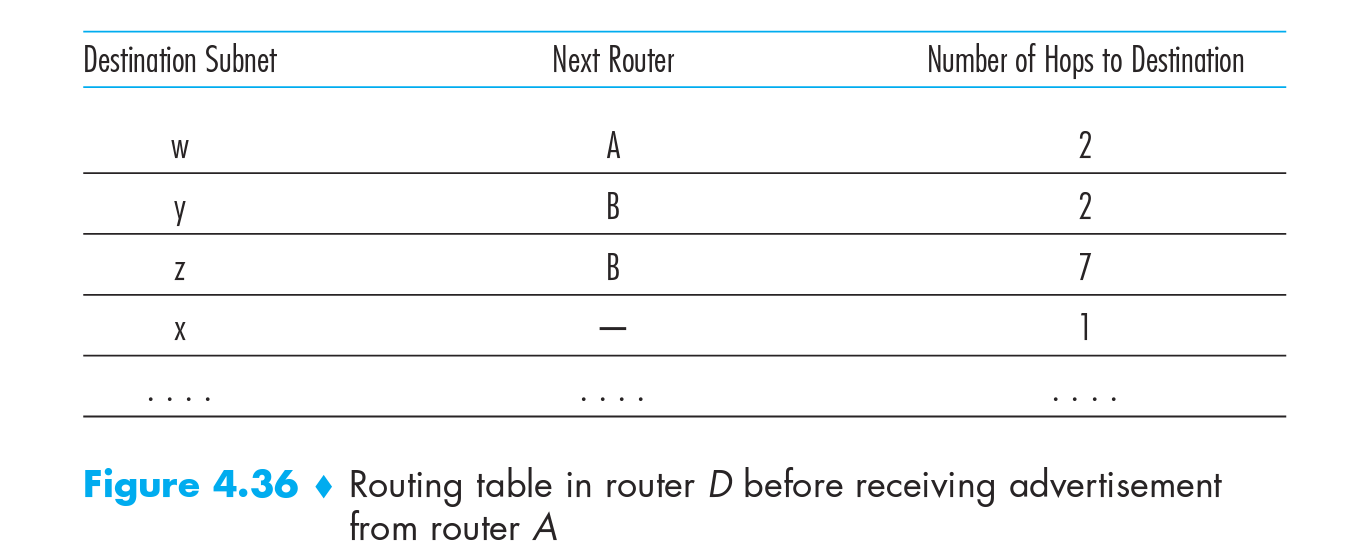 Destination Subnet Next Router Number of Hops to Destination
w A 2
y B 2
z B 7
x — 1
. . . . . . . . . . . .
Figure 4.36 ♦ Routing table in router D before receiving advertisement
from router A